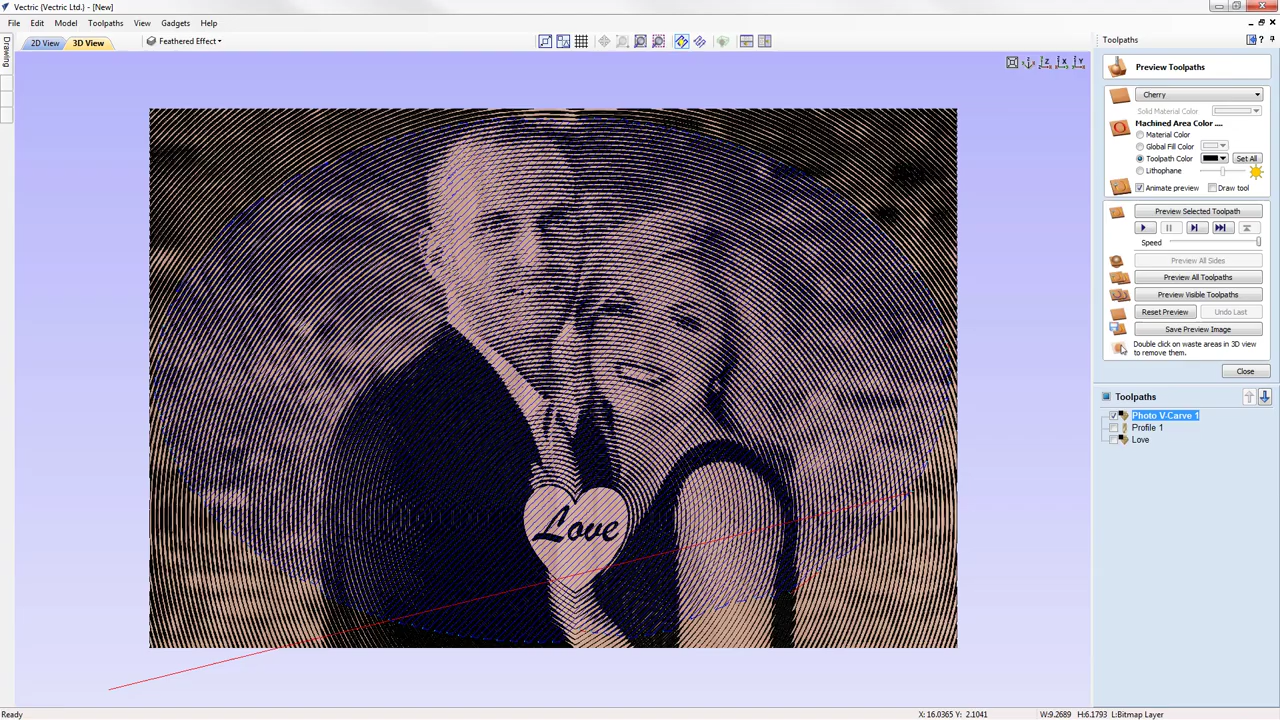 Vectric (Vectric Ltd.) - [New]
File Edit Model Toolpaths View Gadgets Help
2D View 3D View Feathered Effect
Drawing
Toolpaths
Preview Toolpaths
Cherry
Solid Material Color
Machined Area Color ....
Material Color
Global Fill Color
Toolpath Color Set All
Lithophane
Animate preview Draw tool
Preview Selected Toolpath
Speed
Preview All Sides
Preview All Toolpaths
Preview Visible Toolpaths
Reset Preview Undo Last
Save Preview Image
Double click on waste areas in 3D view
to remove them.
Close
Toolpaths
Photo V-Carve 1
Profile 1
Love
Love
Ready X: 16.0365 Y: 2.1041 W:9.2689 H:6.1793 L:Bitmap Layer